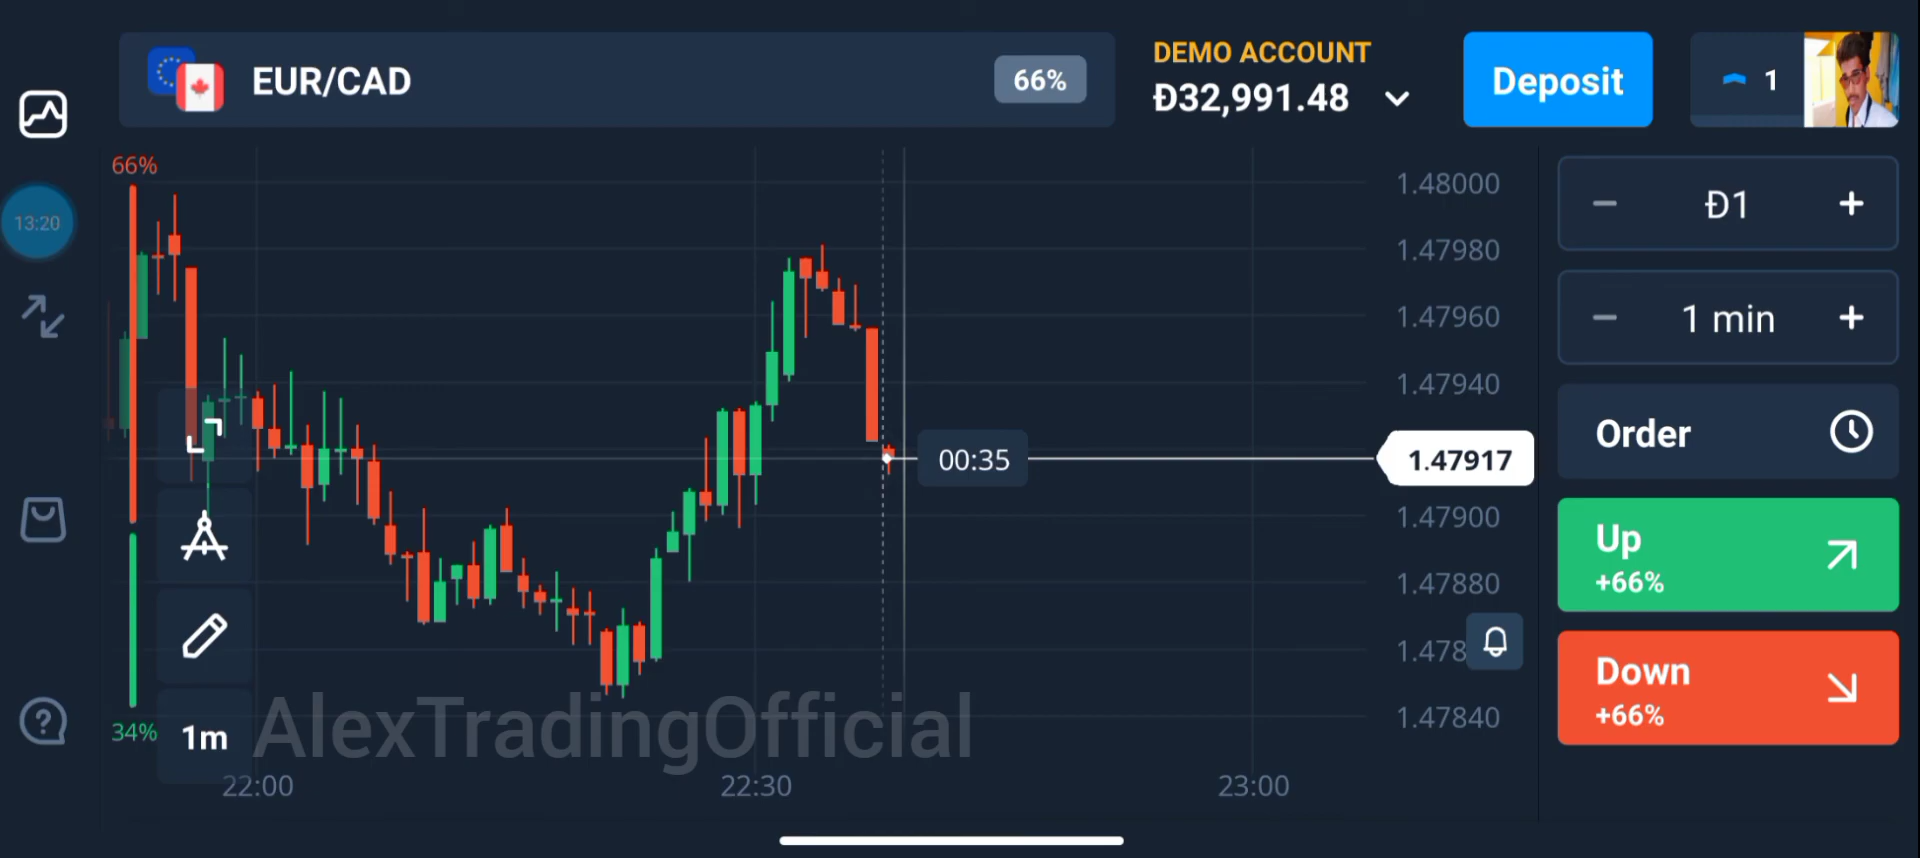 EUR/CAD
66%
DEMO ACCOUNT
Đ32,991.48
Deposit
1
66%
13:20
1.48000
1.47980
1.47960
1.47940
00:35
1.47917
1.47900
1.47880
1.478
1.47840
Đ1
1 min
Order
Up
+66%
Down
+66%
34%
1m
AlexTradingOfficial
22:00
22:30
23:00